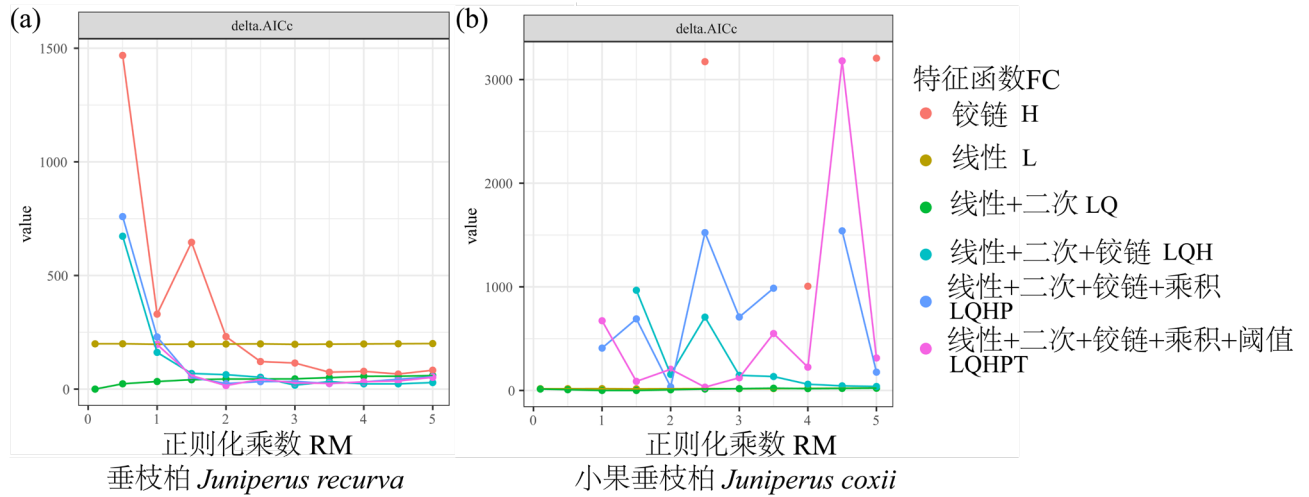 (a)
delta.AICc
1500
1000
500
0
value
0 1 2 3 4 5
正则化乘数 RM
垂枝柏 Juniperus recurva
(b)
delta.AICc
3000
2000
1000
0
value
0 1 2 3 4 5
正则化乘数 RM
小果垂枝柏 Juniperus coxii
特征函数FC
铰链 H
线性 L
线性+二次 LQ
线性+二次+铰链 LQH
线性+二次+铰链+乘积
LQHP
线性+二次+铰链+乘积+阈值
LQHPT